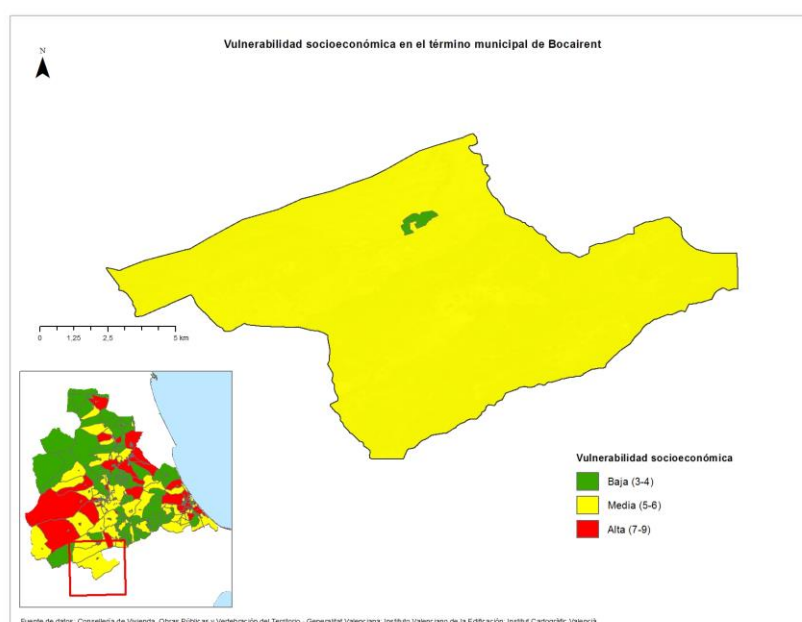 Vulnerabilidad socioeconómica en el término municipal de Bocairent
N
0 1,25 2,5 5 km
Vulnerabilidad socioeconómica
Baja (3-4)
Media (5-6)
Alta (7-9)
Fuente de datos: Conselleria de Vivienda, Obras Públicas y Vertebración del Territorio - Generalitat Valenciana, Instituto Valenciano de la Edificación, Institut Cartogràfic Valencià